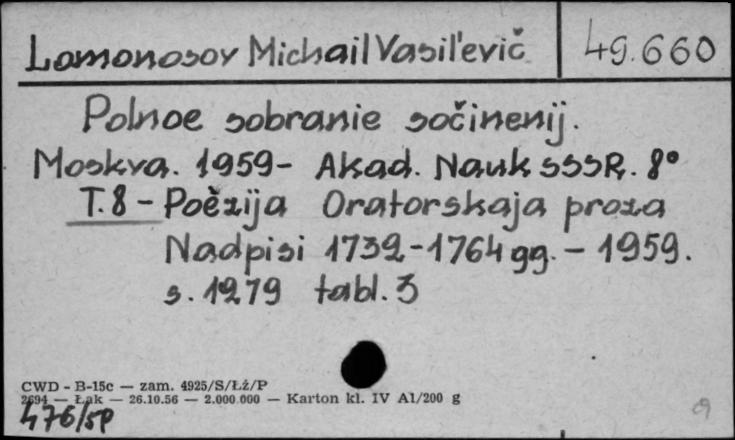 Lomonosov Michail Vasil'evič 49.660
Polnoe sobranie sočinenij.
Moskva. 1959- Akad. Nauk SSSR. 8°
T.8 - Poèzija Oratorskaja proza
Nadpisi 1732-1764 gg. - 1959.
s. 1279 tabl. 3
CWD - B-15c — zam. 4925/S/Łż/P
2694 — Łak — 26.10.56 — 2.000.000 — Karton kl. IV A1/200 g
476/5P